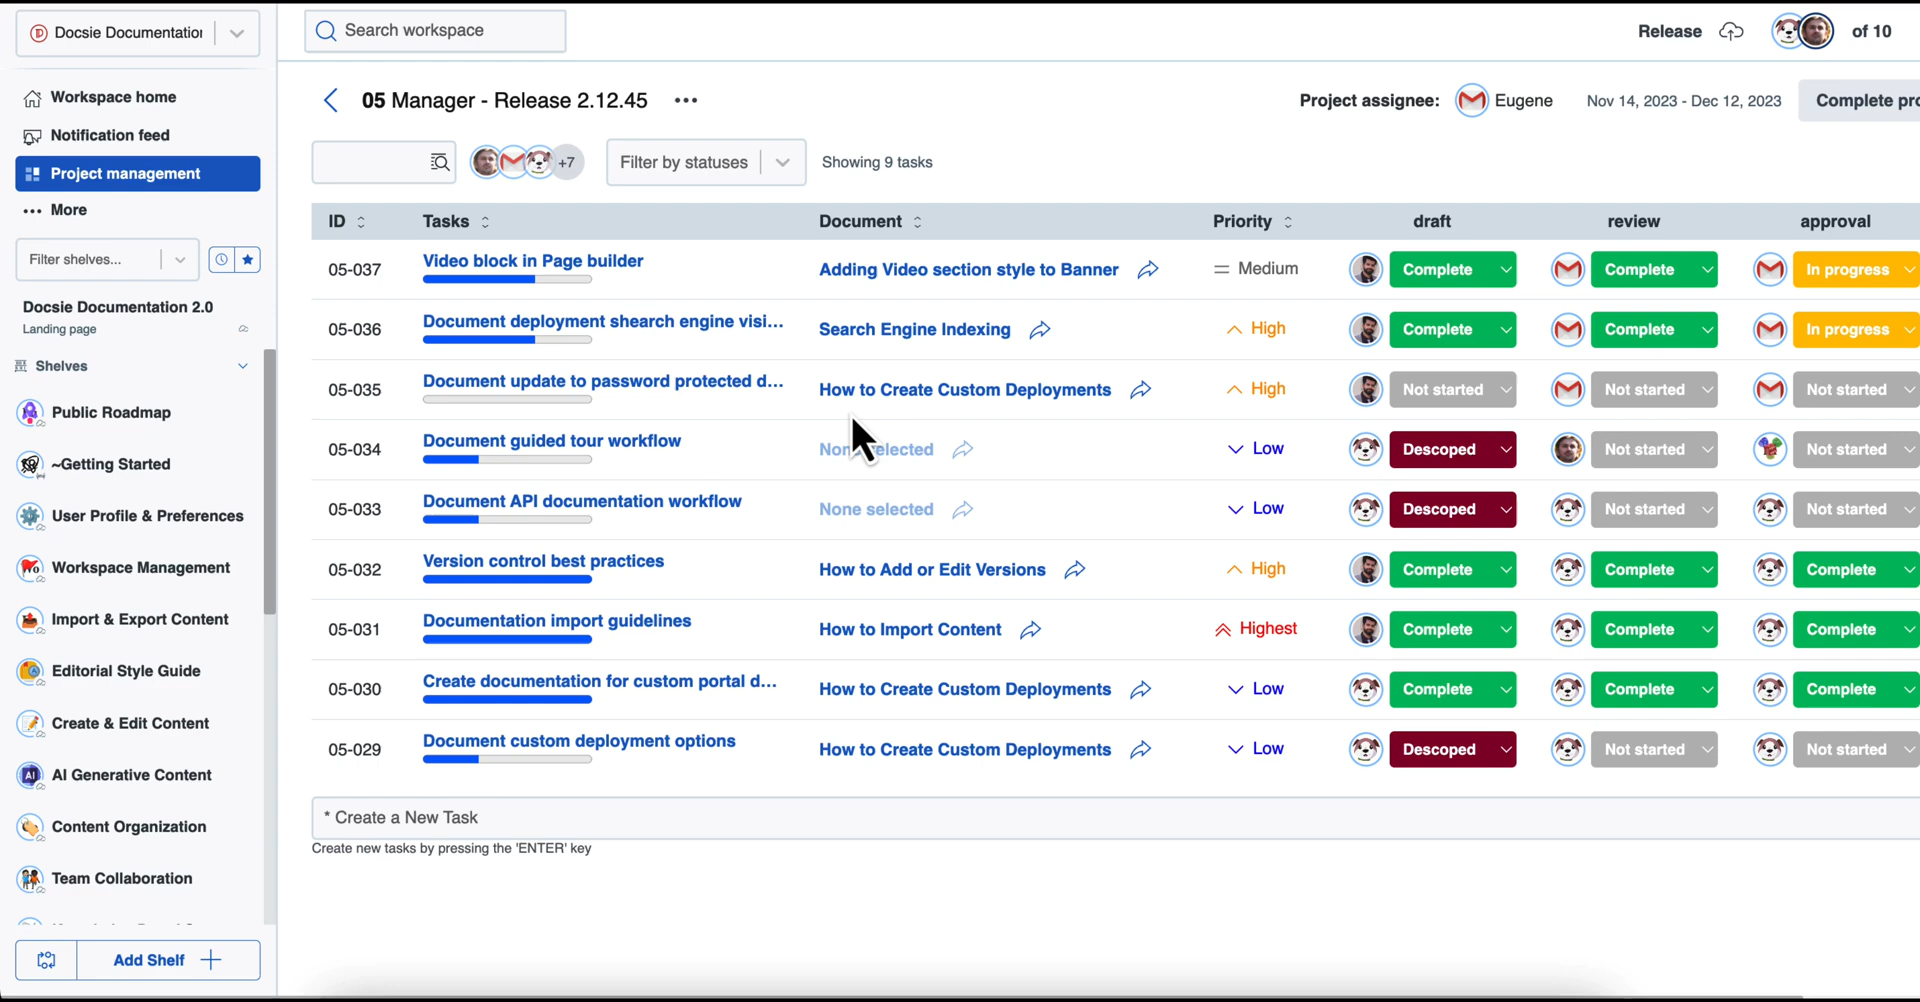 Docsie Documentation
Search workspace
Release
of 10
Workspace home
Notification feed
Project management
More
Filter shelves...
Docsie Documentation 2.0
Landing page
Shelves
Public Roadmap
~Getting Started
User Profile & Preferences
Workspace Management
Import & Export Content
Editorial Style Guide
Create & Edit Content
AI Generative Content
Content Organization
Team Collaboration
Add Shelf
05 Manager - Release 2.12.45
Project assignee: Eugene Nov 14, 2023 - Dec 12, 2023 Complete pro
+7 Filter by statuses Showing 9 tasks
ID Tasks Document Priority draft review approval
05-037 Video block in Page builder Adding Video section style to Banner Medium Complete Complete In progress
05-036 Document deployment shearch engine visi... Search Engine Indexing High Complete Complete In progress
05-035 Document update to password protected d... How to Create Custom Deployments High Not started Not started Not started
05-034 Document guided tour workflow None selected Low Descoped Not started Not started
05-033 Document API documentation workflow None selected Low Descoped Not started Not started
05-032 Version control best practices How to Add or Edit Versions High Complete Complete Complete
05-031 Documentation import guidelines How to Import Content Highest Complete Complete Complete
05-030 Create documentation for custom portal d... How to Create Custom Deployments Low Complete Complete Complete
05-029 Document custom deployment options How to Create Custom Deployments Low Descoped Not started Not started
* Create a New Task
Create new tasks by pressing the 'ENTER' key